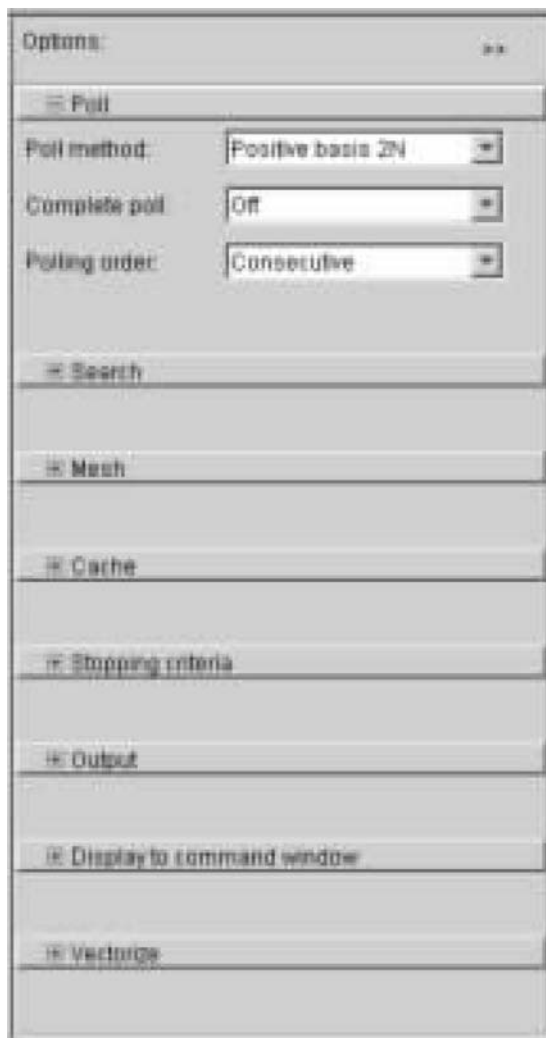 Options:
>>
Poll
Poll method: Positive basis 2N
Complete poll: Off
Polling order: Consecutive
Search
Mesh
Cache
Stopping criteria
Output
Display to command window
Vectorize